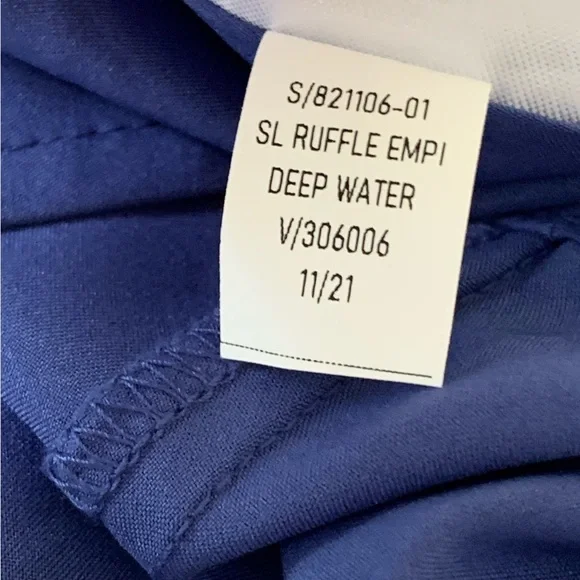 S/821106-01
SL RUFFLE EMPI
DEEP WATER
V/306006
11/21